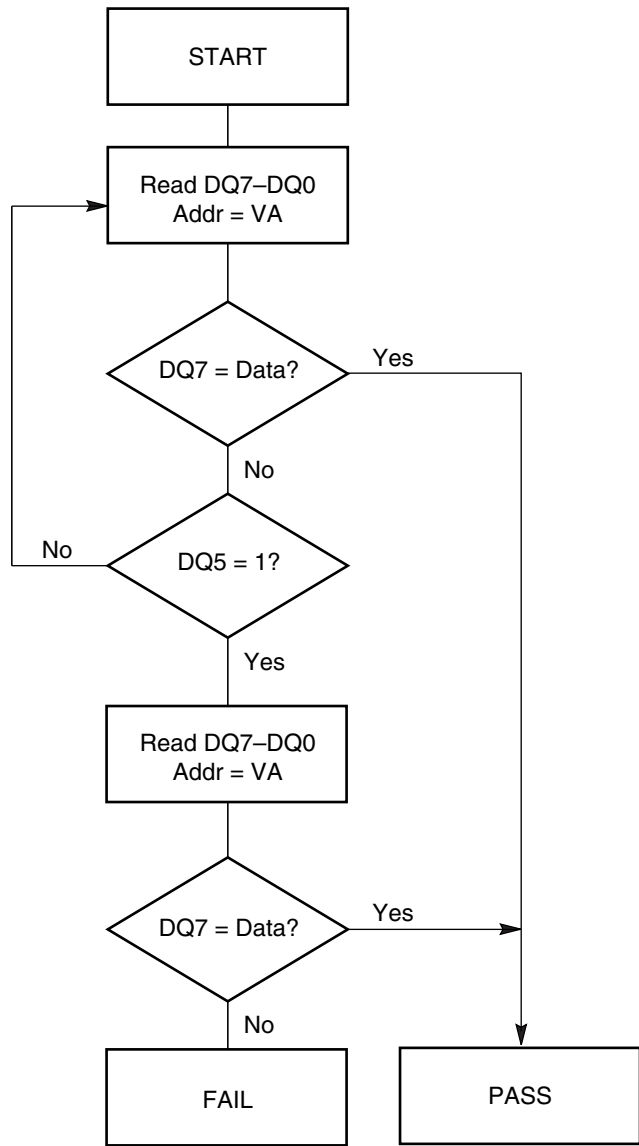 START
Read DQ7–DQ0
Addr = VA
DQ7 = Data?
Yes
No
No
DQ5 = 1?
Yes
Read DQ7–DQ0
Addr = VA
DQ7 = Data?
Yes
No
FAIL
PASS